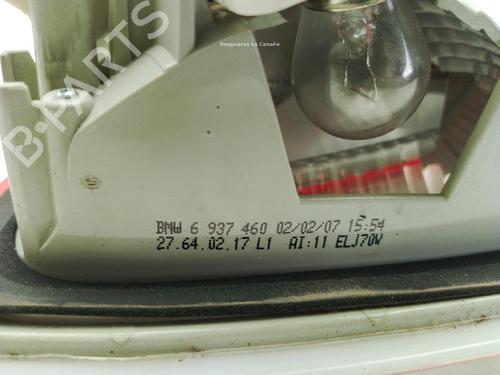 Desguaces La Cabaña
B-PARTS
BMW 6 937 460 02/02/07 15:54
27.64.02.17 L1 AI:11 ELJ70W